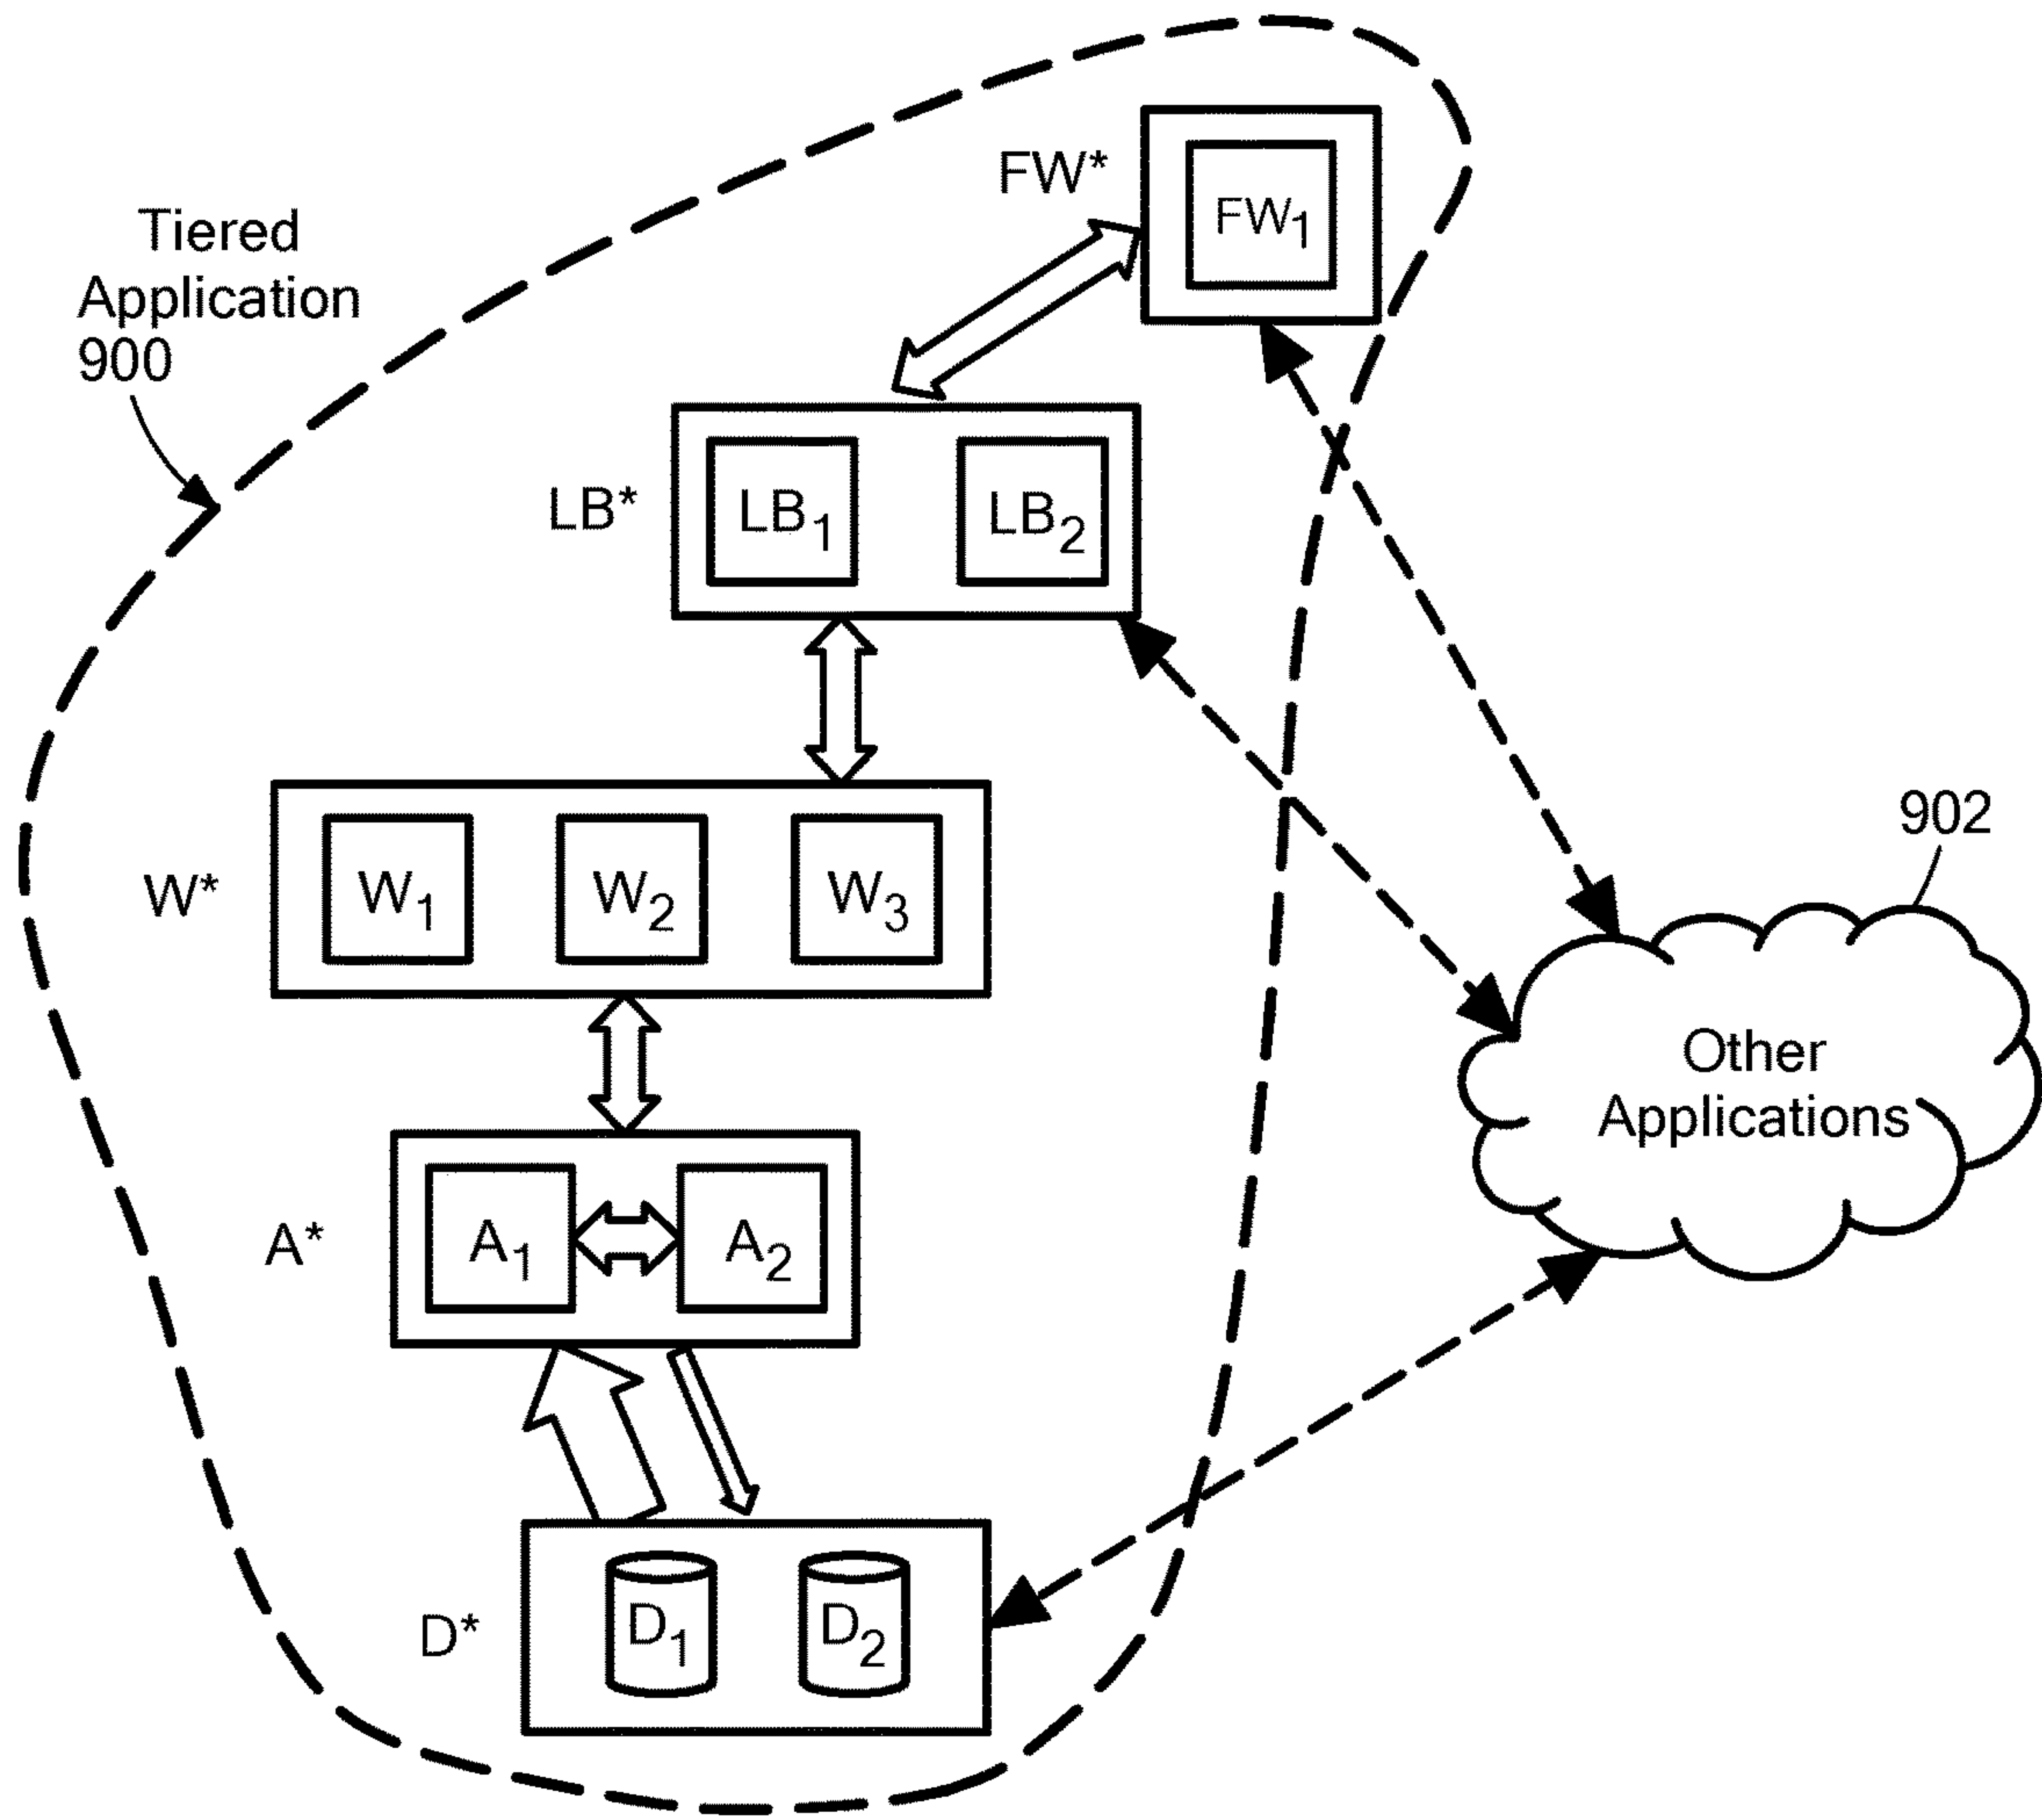 FW*
FW1
Tiered
Application
900
LB*
LB1
LB2
902
W*
W1
W2
W3
Other
Applications
A*
A1
A2
D*
D1
D2